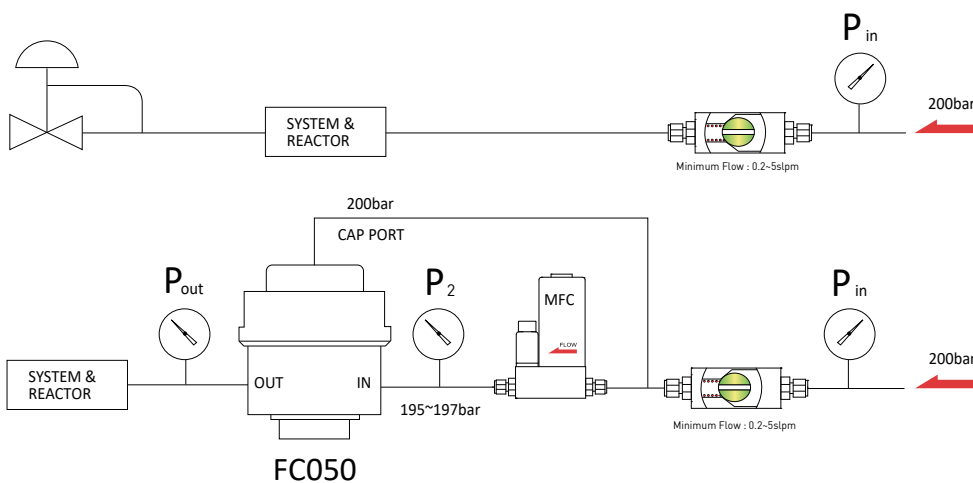 P in
200bar
SYSTEM &
REACTOR
Minimum Flow : 0.2~5slpm
200bar
CAP PORT
P out
P 2
MFC
FLOW
P in
200bar
SYSTEM &
REACTOR
OUT
IN
195~197bar
Minimum Flow : 0.2~5slpm
FC050